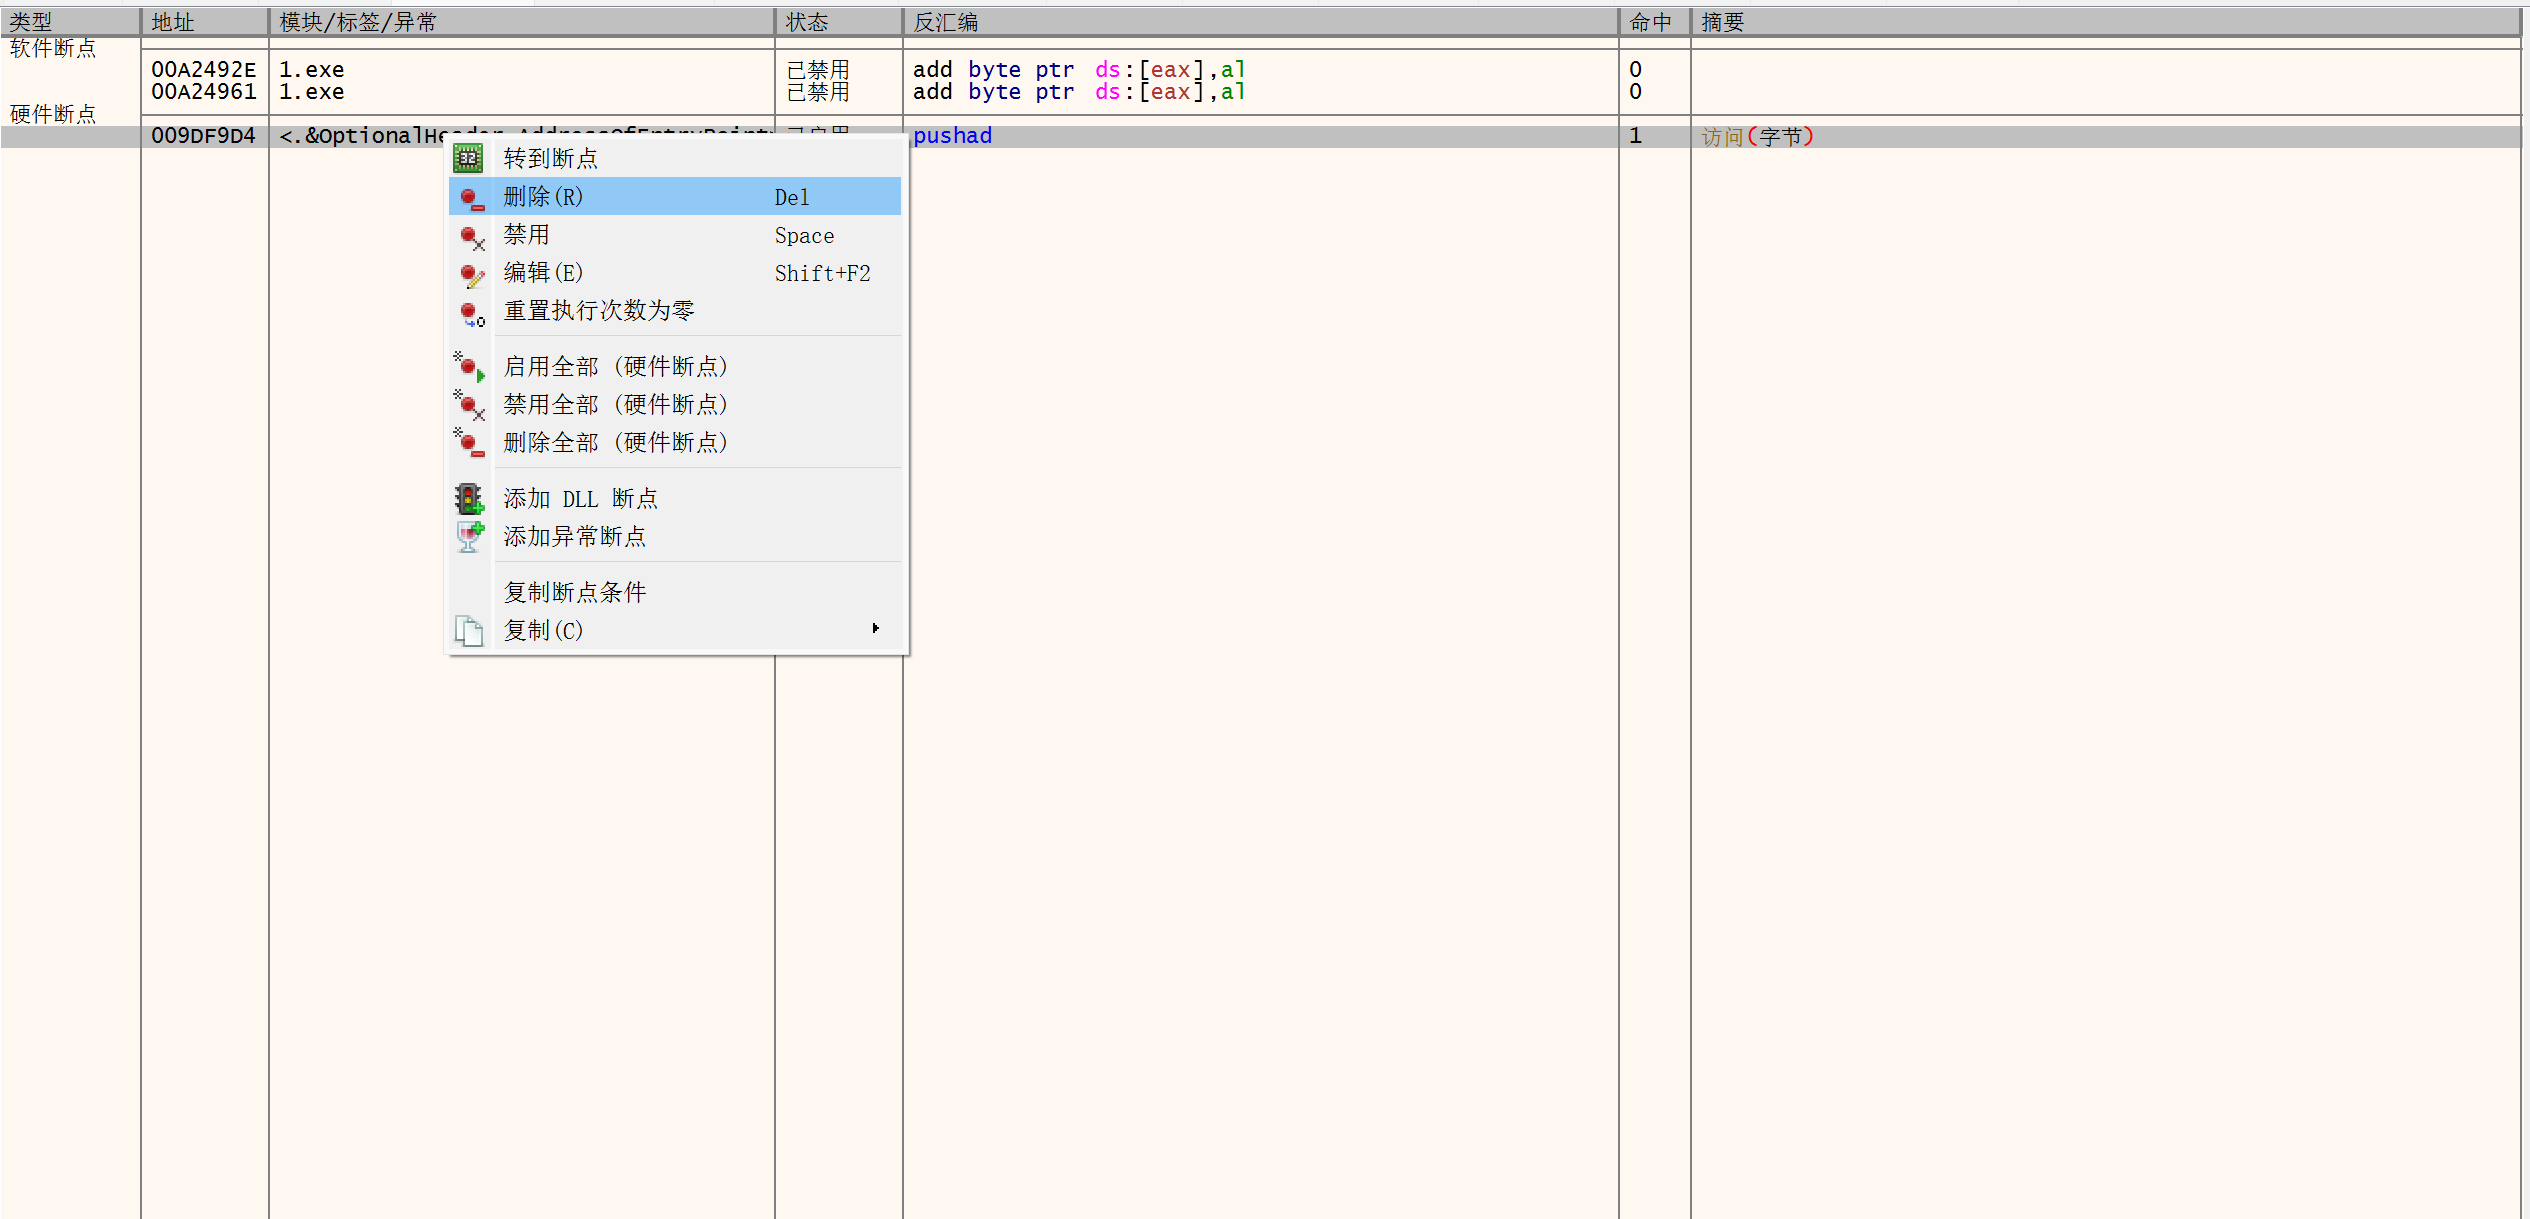 类型 地址 模块/标签/异常 状态 反汇编 命中 摘要
软件断点
00A2492E 1.exe 已禁用 add byte ptr ds:[eax],al 0
00A24961 1.exe 已禁用 add byte ptr ds:[eax],al 0
硬件断点
009DF9D4 <.&OptionalHeader.AddressOfEntryPoint> 已启用 pushad 1 访问(字节)
转到断点
删除(R) Del
禁用 Space
编辑(E) Shift+F2
重置执行次数为零
启用全部 (硬件断点)
禁用全部 (硬件断点)
删除全部 (硬件断点)
添加 DLL 断点
添加异常断点
复制断点条件
复制(C)